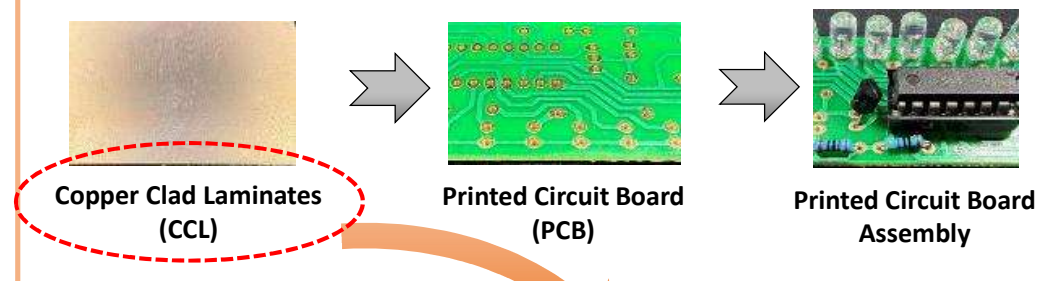 Copper Clad Laminates
(CCL)
Printed Circuit Board
(PCB)
Printed Circuit Board
Assembly